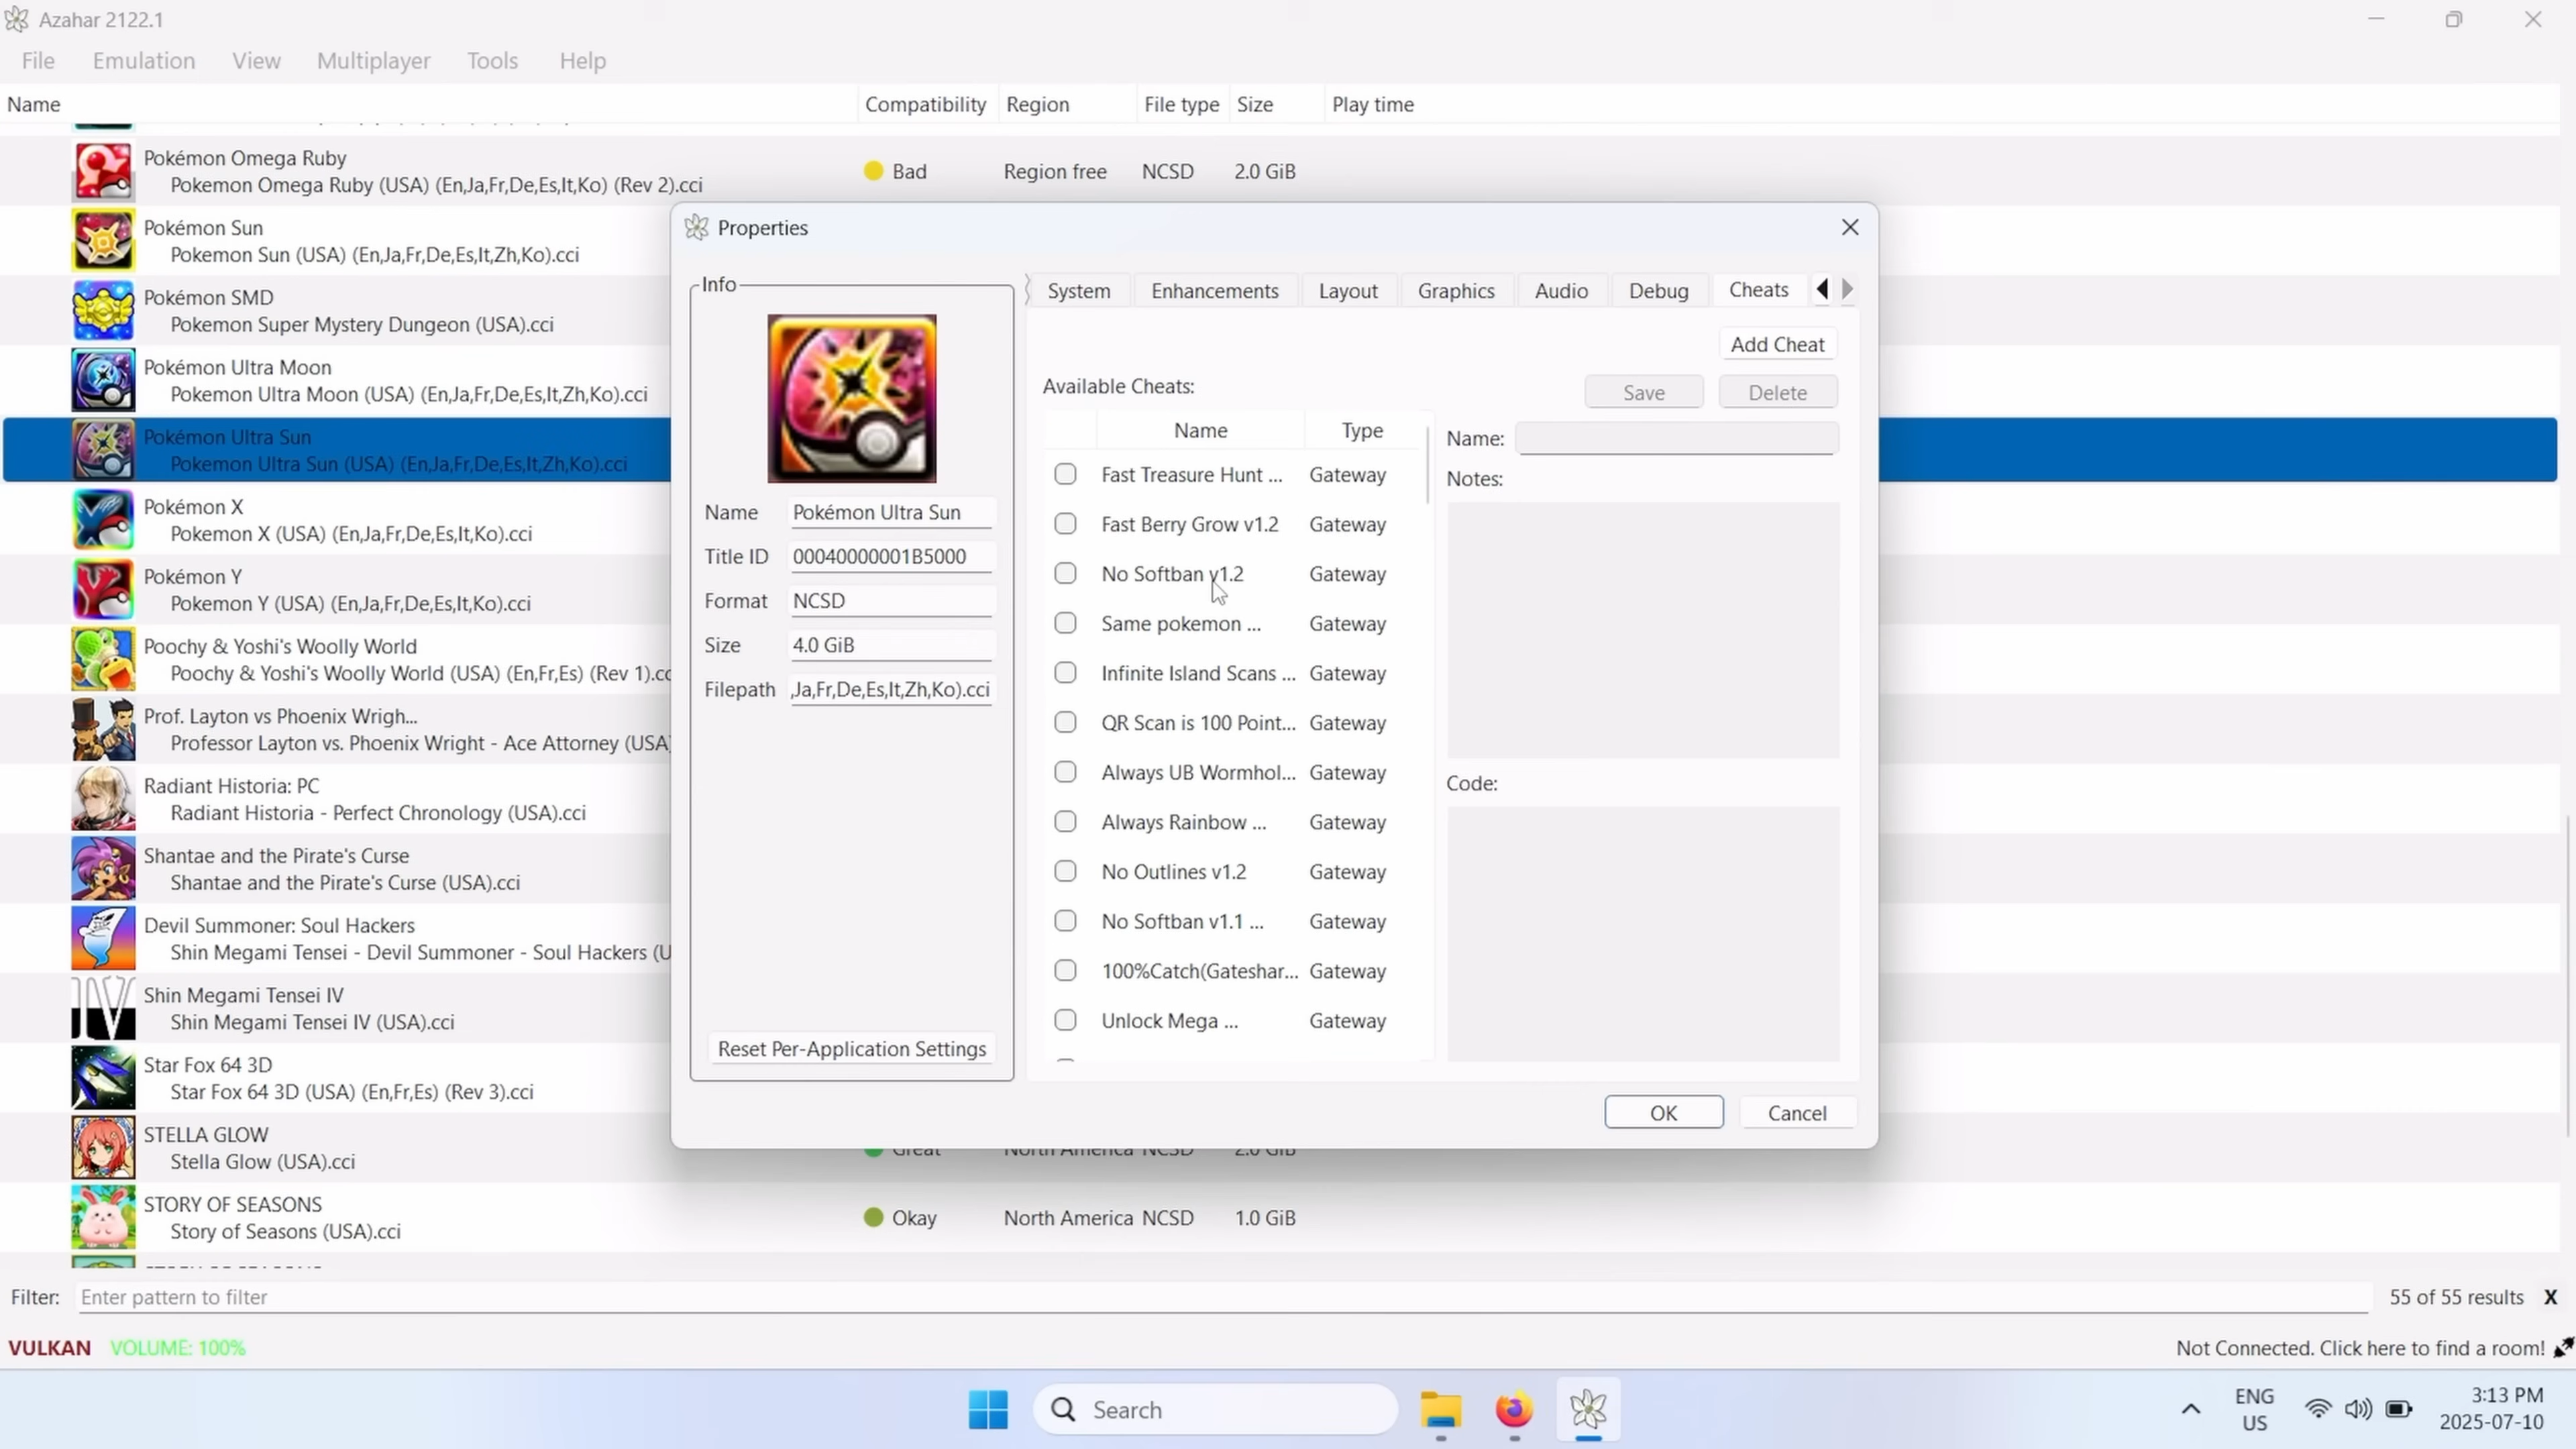 Azahar 2122.1
File Emulation View Multiplayer Tools Help
Name Compatibility Region File type Size Play time
Pokémon Omega Ruby
Pokemon Omega Ruby (USA) (En,Ja,Fr,De,Es,It,Ko) (Rev 2).cci
Bad Region free NCSD 2.0 GiB
Pokémon Sun
Pokemon Sun (USA) (En,Ja,Fr,De,Es,It,Zh,Ko).cci
Pokémon SMD
Pokemon Super Mystery Dungeon (USA).cci
Pokémon Ultra Moon
Pokemon Ultra Moon (USA) (En,Ja,Fr,De,Es,It,Zh,Ko).cci
Pokémon Ultra Sun
Pokemon Ultra Sun (USA) (En,Ja,Fr,De,Es,It,Zh,Ko).cci
Pokémon X
Pokemon X (USA) (En,Ja,Fr,De,Es,It,Ko).cci
Pokémon Y
Pokemon Y (USA) (En,Ja,Fr,De,Es,It,Ko).cci
Poochy & Yoshi's Woolly World
Poochy & Yoshi's Woolly World (USA) (En,Fr,Es) (Rev 1).cc
Prof. Layton vs Phoenix Wrigh...
Professor Layton vs. Phoenix Wright - Ace Attorney (USA)
Radiant Historia: PC
Radiant Historia - Perfect Chronology (USA).cci
Shantae and the Pirate's Curse
Shantae and the Pirate's Curse (USA).cci
Devil Summoner: Soul Hackers
Shin Megami Tensei - Devil Summoner - Soul Hackers (U
Shin Megami Tensei IV
Shin Megami Tensei IV (USA).cci
Star Fox 64 3D
Star Fox 64 3D (USA) (En,Fr,Es) (Rev 3).cci
STELLA GLOW
Stella Glow (USA).cci
Great North America NCSD 2.0 GiB
STORY OF SEASONS
Story of Seasons (USA).cci
Okay North America NCSD 1.0 GiB
Properties
Info
Name Pokémon Ultra Sun
Title ID 00040000001B5000
Format NCSD
Size 4.0 GiB
Filepath ,Ja,Fr,De,Es,It,Zh,Ko).cci
Reset Per-Application Settings
System Enhancements Layout Graphics Audio Debug Cheats
Add Cheat
Available Cheats:
Save Delete
Name Type
Fast Treasure Hunt ... Gateway
Fast Berry Grow v1.2 Gateway
No Softban v1.2 Gateway
Same pokemon ... Gateway
Infinite Island Scans ... Gateway
QR Scan is 100 Point... Gateway
Always UB Wormhol... Gateway
Always Rainbow ... Gateway
No Outlines v1.2 Gateway
No Softban v1.1 ... Gateway
100%Catch(Gateshar... Gateway
Unlock Mega ... Gateway
Name:
Notes:
Code:
OK Cancel
Filter: Enter pattern to filter 55 of 55 results X
VULKAN VOLUME: 100% Not Connected. Click here to find a room!
Search
ENG
US
3:13 PM
2025-07-10